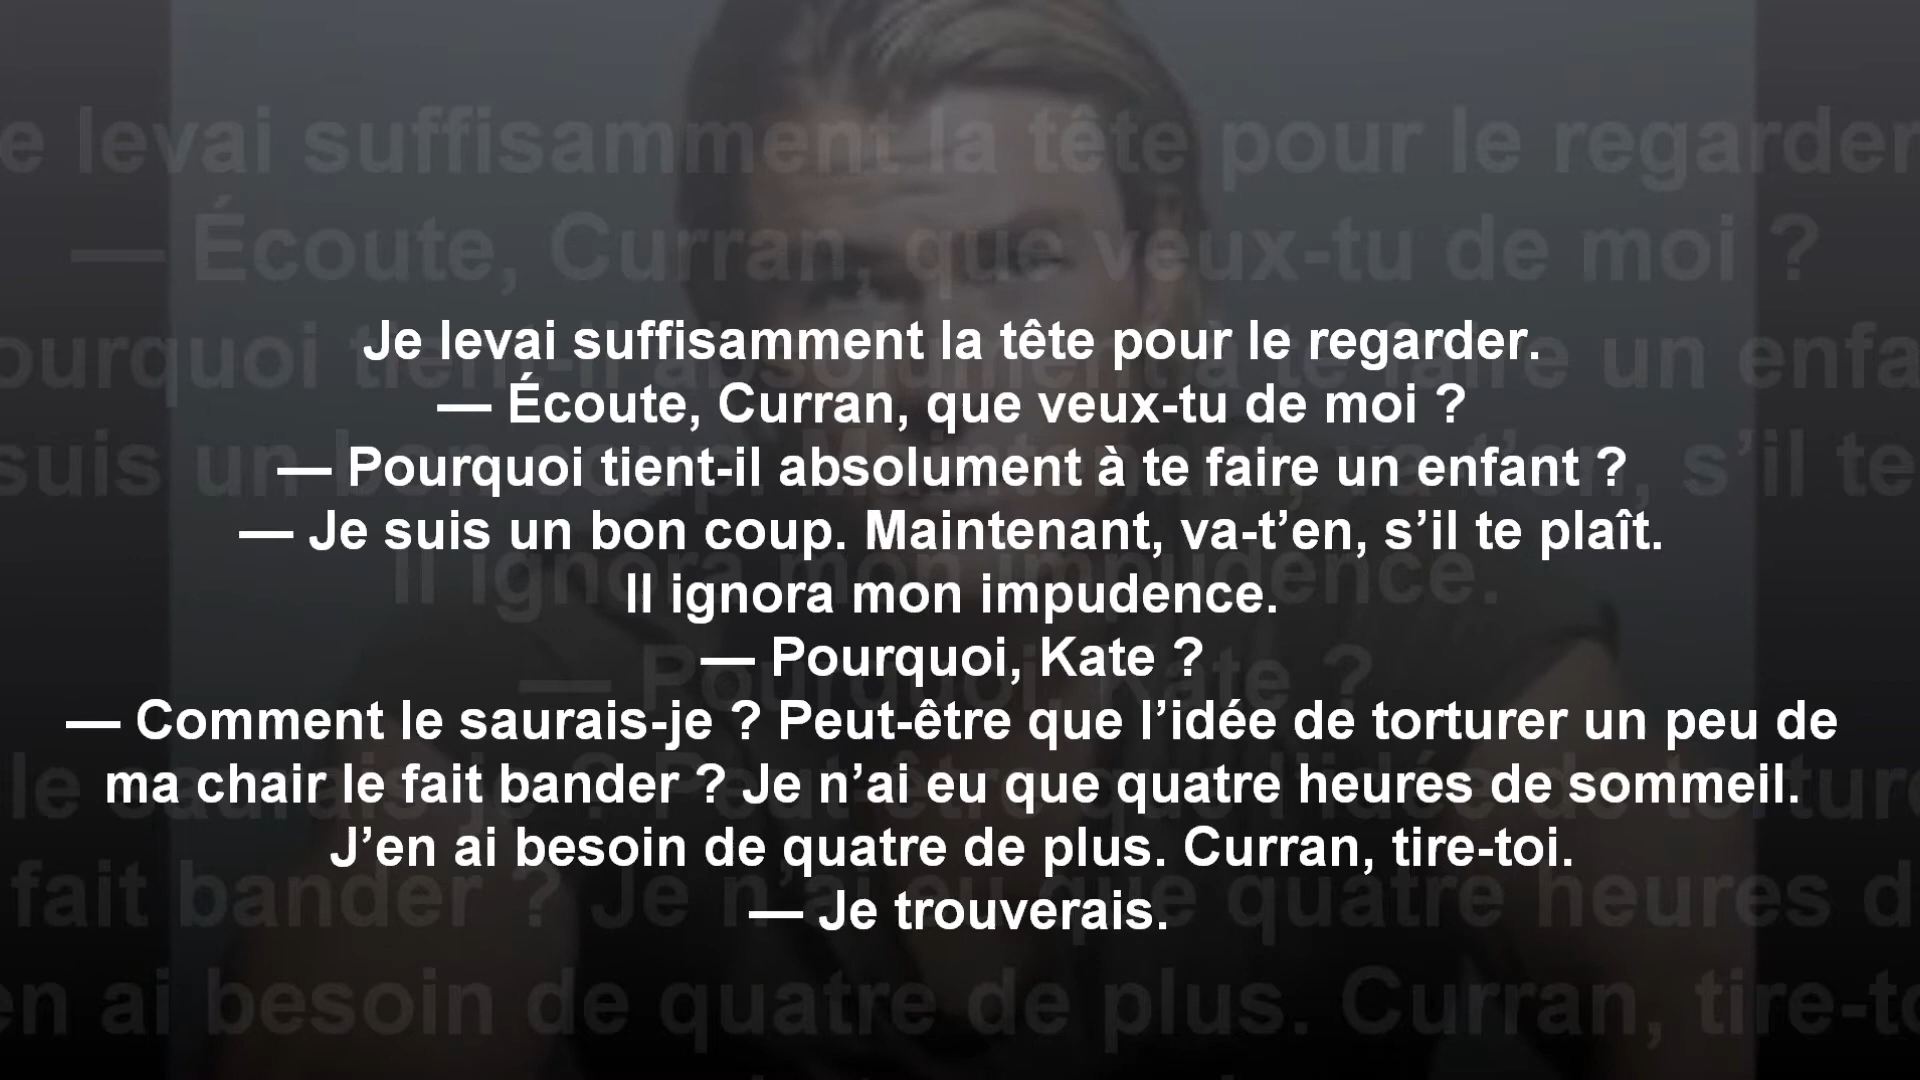 Je levai suffisamment la tête pour le regarder.
— Écoute, Curran, que veux-tu de moi ?
— Pourquoi tient-il absolument à te faire un enfant ?
— Je suis un bon coup. Maintenant, va-t’en, s’il te plaît.
Il ignora mon impudence.
— Pourquoi, Kate ?
— Comment le saurais-je ? Peut-être que l’idée de torturer un peu de
ma chair le fait bander ? Je n’ai eu que quatre heures de sommeil.
J’en ai besoin de quatre de plus. Curran, tire-toi.
— Je trouverais.